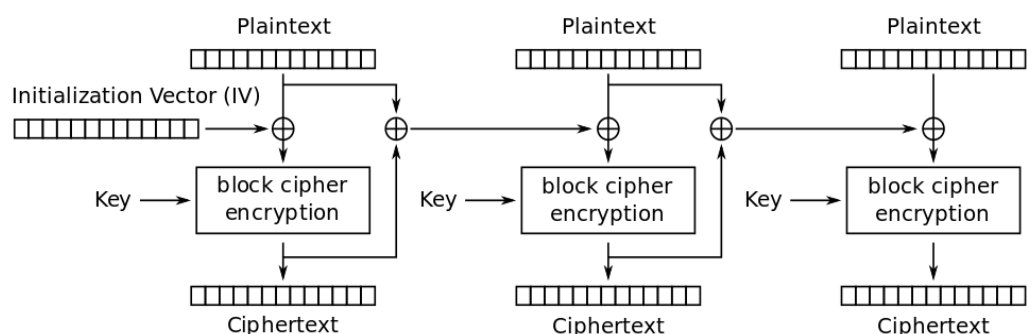 Plaintext
Plaintext
Plaintext
Initialization Vector (IV)
Key
block cipher
encryption
Key
block cipher
encryption
Key
block cipher
encryption
Ciphertext
Ciphertext
Ciphertext